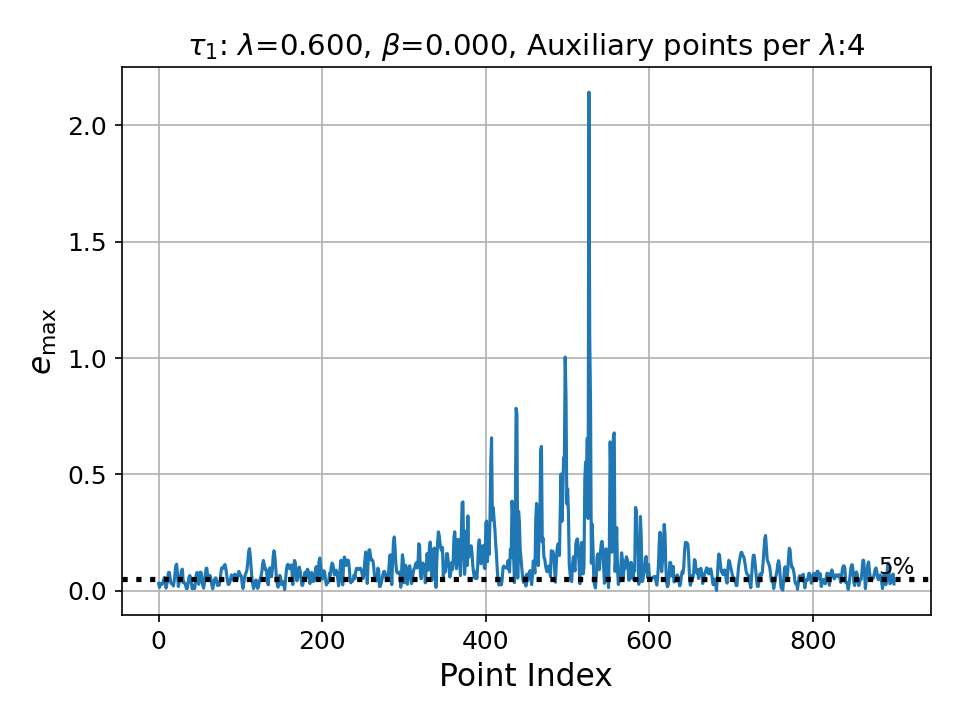 τ₁: λ=0.600, β=0.000, Auxiliary points per λ:4
2.0
1.5
1.0
0.5
0.0
e_max
5%
0 200 400 600 800
Point Index